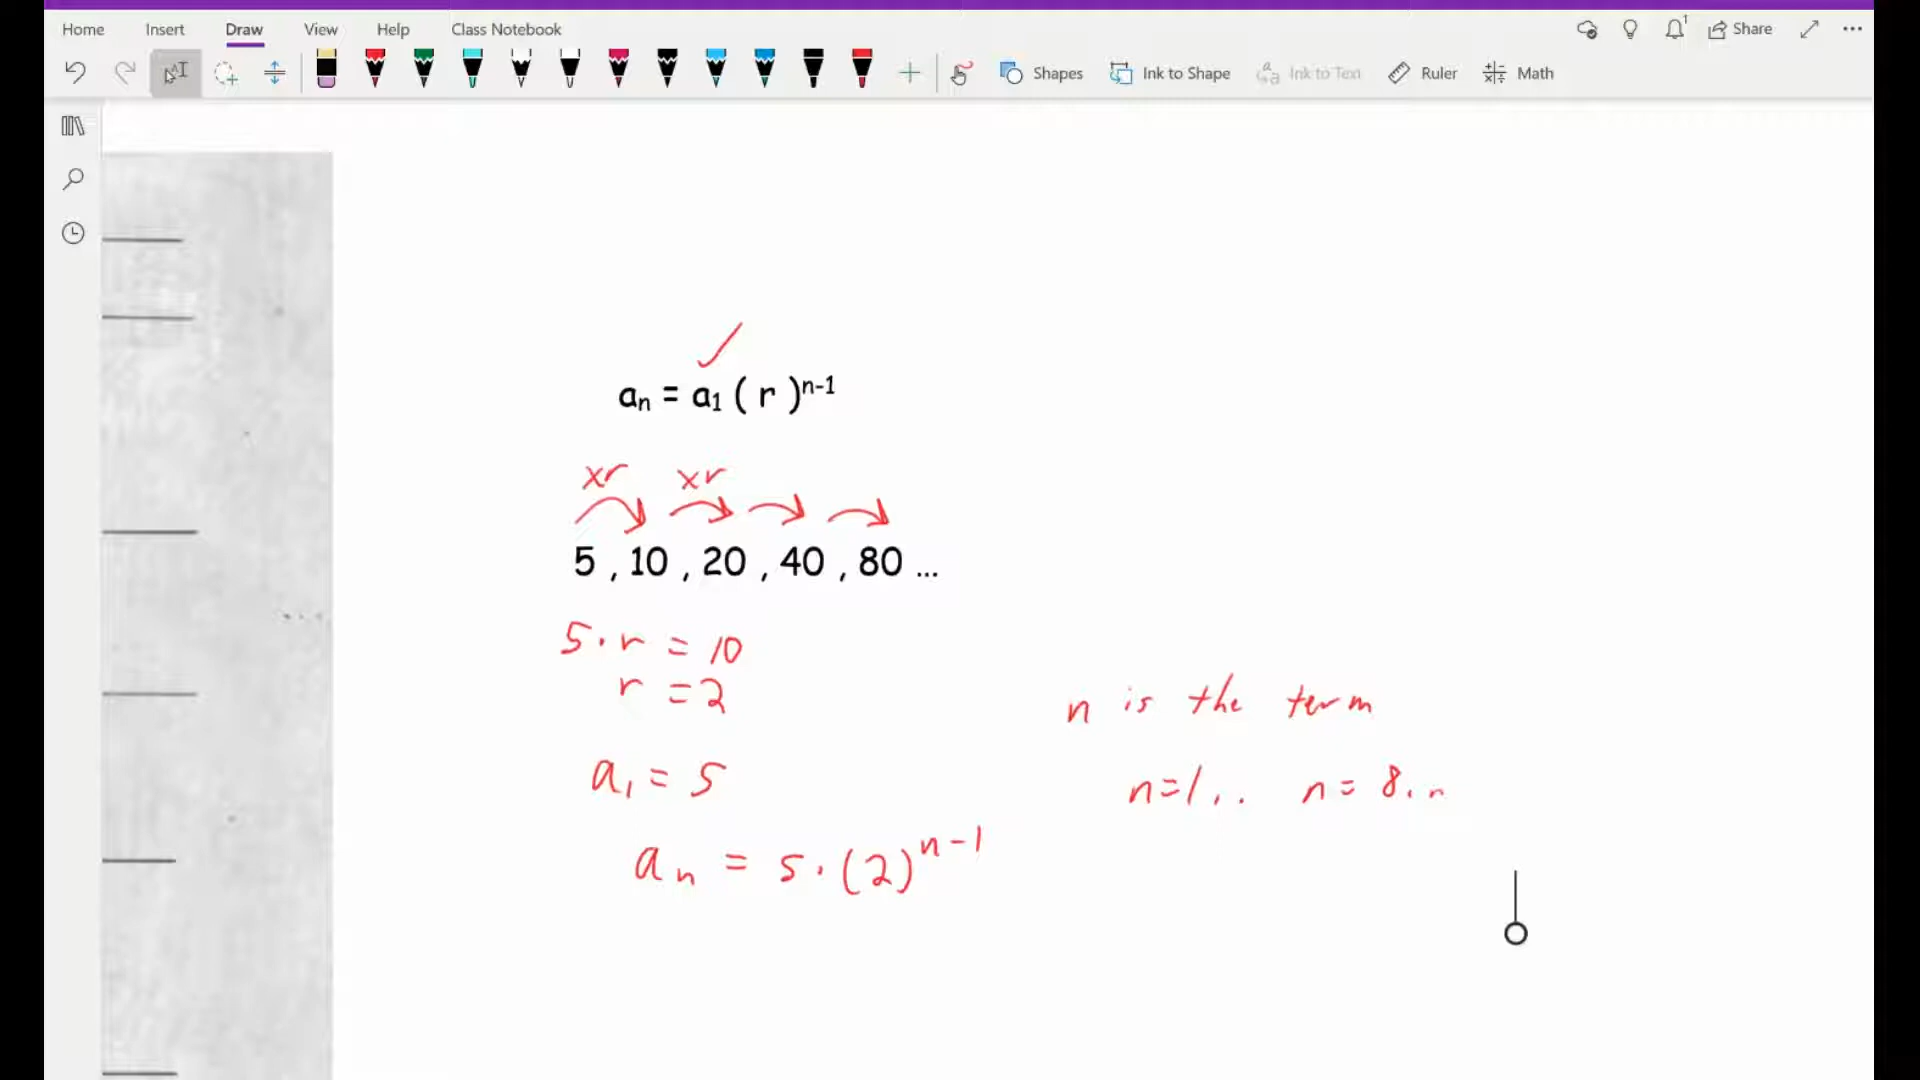 Home Insert Draw View Help Class Notebook 1 Share
Shapes Ink to Shape Ink to Text Ruler Math
aₙ = a₁ ( r )ⁿ⁻¹
xr xr
5 , 10 , 20 , 40 , 80 ...
5 · r = 10
r = 2
n is the term
a₁ = 5
n=1 . . n = 8 . .
aₙ = 5 · (2)ⁿ⁻¹